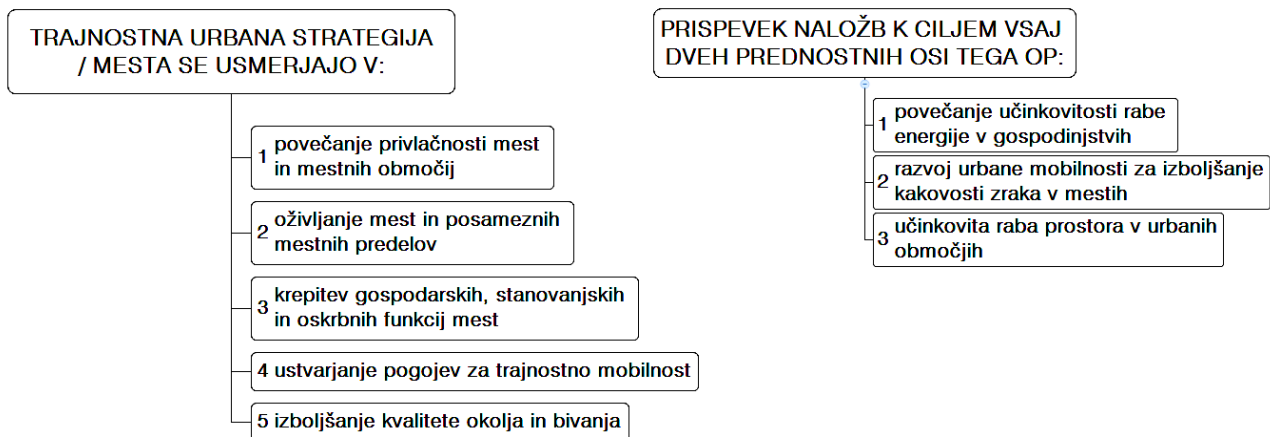 TRAJNOSTNA URBANA STRATEGIJA
/ MESTA SE USMERJAJO V:
1 povečanje privlačnosti mest
in mestnih območij
2 oživljanje mest in posameznih
mestnih predelov
3 krepitev gospodarskih, stanovanjskih
in oskrbnih funkcij mest
4 ustvarjanje pogojev za trajnostno mobilnost
5 izboljšanje kvalitete okolja in bivanja
PRISPEVEK NALOŽB K CILJEM VSAJ
DVEH PREDNOSTNIH OSI TEGA OP:
1 povečanje učinkovitosti rabe
energije v gospodinjstvih
2 razvoj urbane mobilnosti za izboljšanje
kakovosti zraka v mestih
3 učinkovita raba prostora v urbanih
območjih